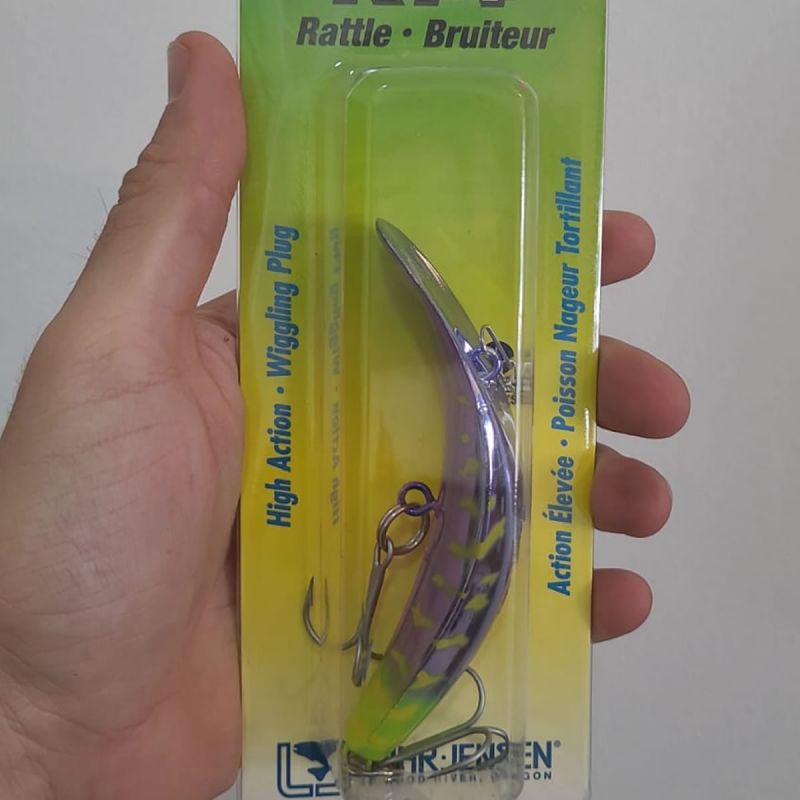 Rattle • Bruiteur
High Action • Wiggling Plug
Action Élevée • Poisson Nageur Tortillant